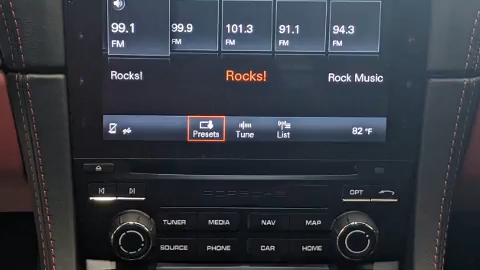 99.1 99.9 101.3 91.1 94.3
FM FM FM FM FM
Rocks! Rocks! Rock Music
Presets Tune List 82 °F
PORSCHE
OPT
TUNER MEDIA NAV MAP
SOURCE PHONE CAR HOME